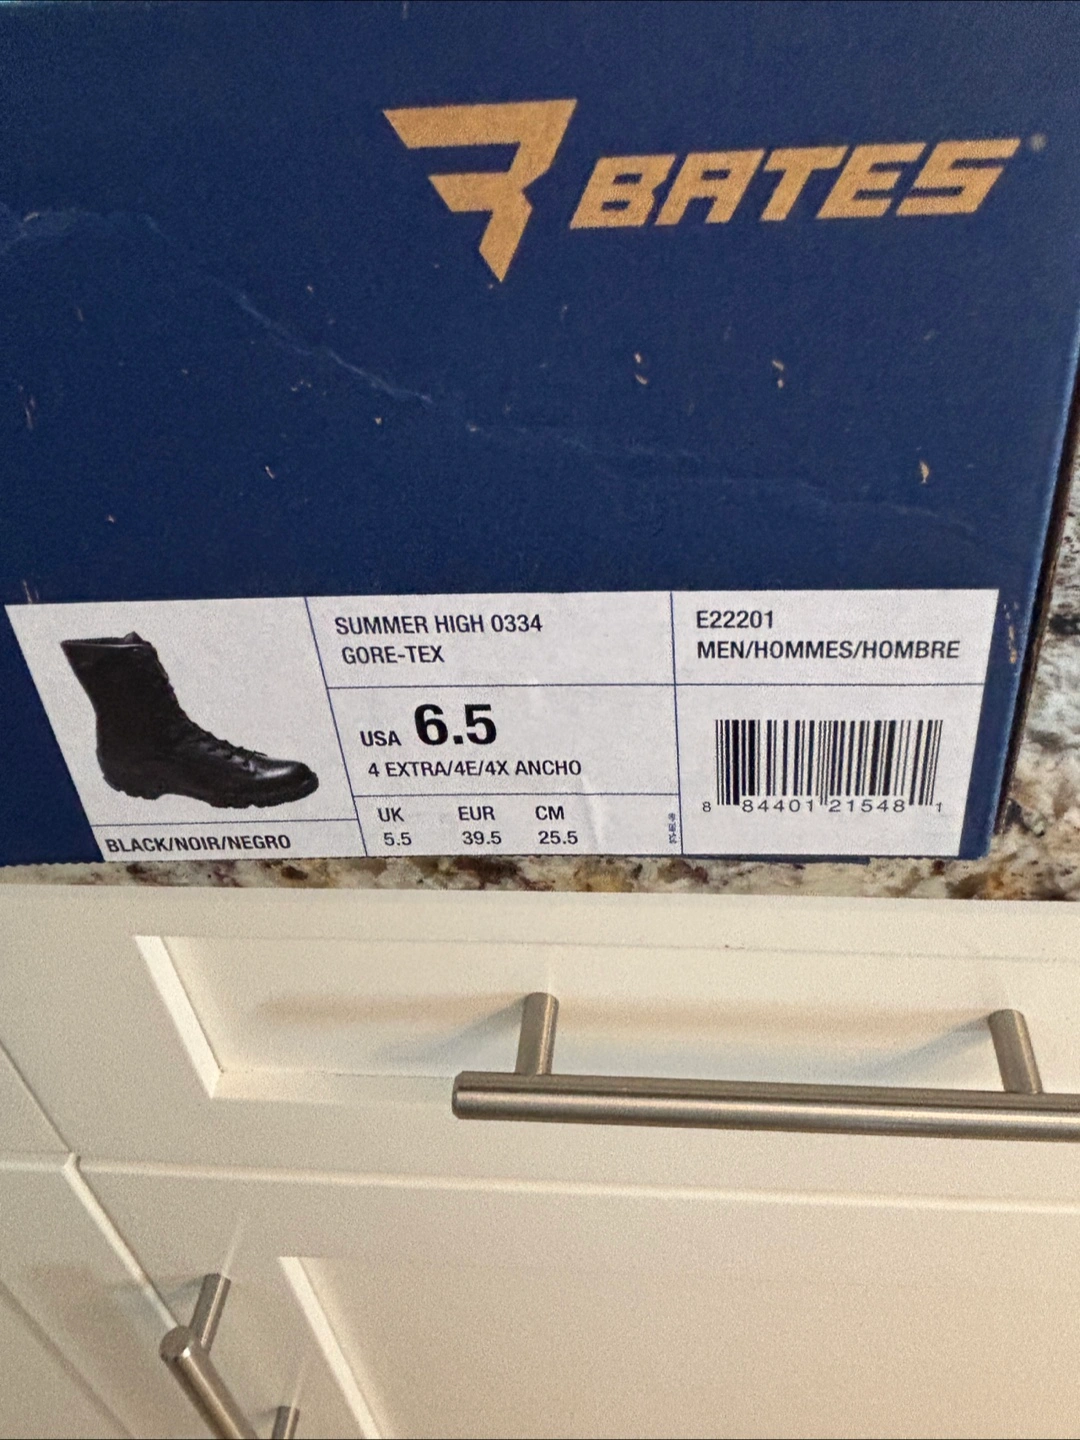 BATES
SUMMER HIGH 0334
GORE-TEX
E22201
MEN/HOMMES/HOMBRE
USA 6.5
4 EXTRA/4E/4X ANCHO
UK EUR CM
5.5 39.5 25.5
BLACK/NOIR/NEGRO
8 84401 21548 1